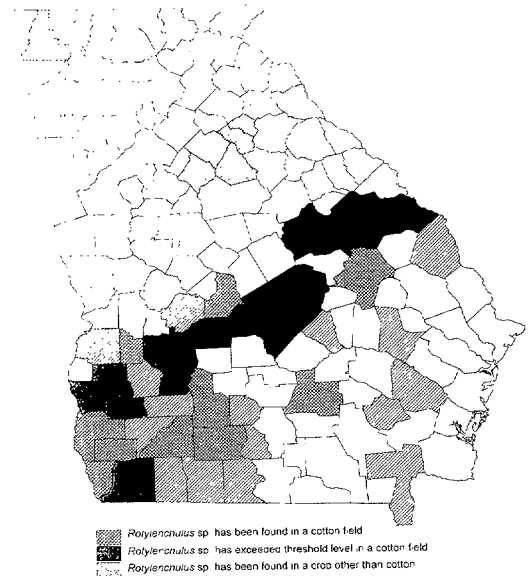 Rotylenchulus sp has been found in a cotton field
Rotylenchulus sp has exceeded threshold level in a cotton field
Rotylenchulus sp has been found in a crop other than cotton